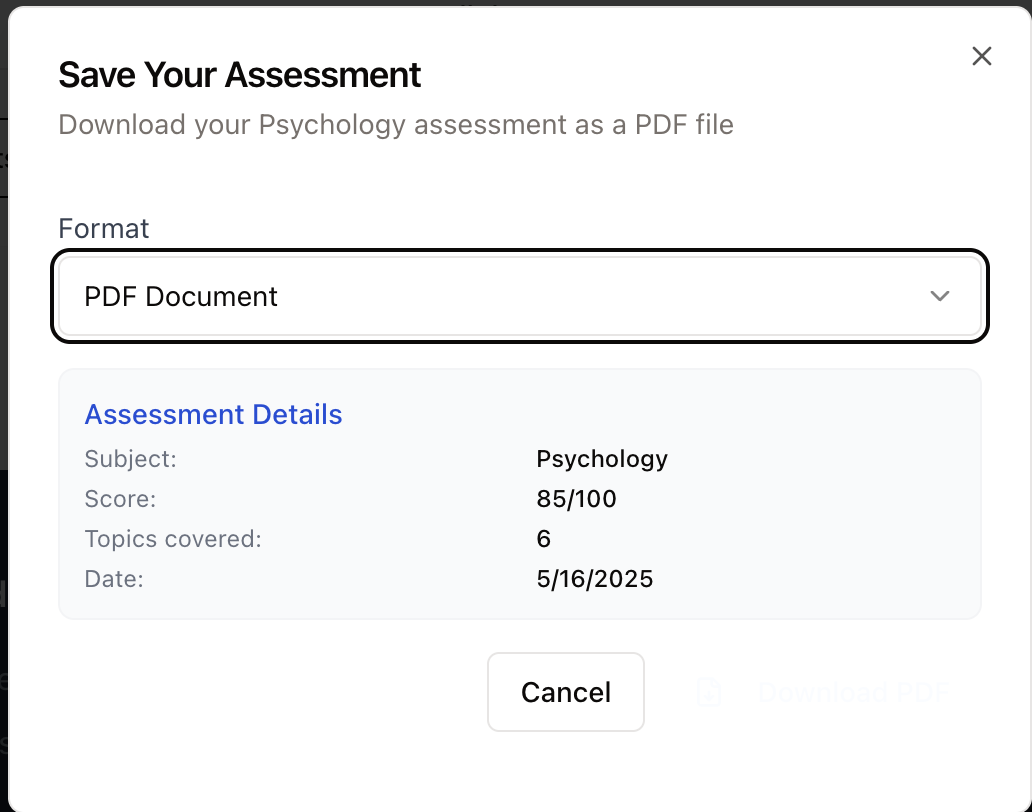 Save Your Assessment
Download your Psychology assessment as a PDF file
Format
PDF Document
Assessment Details
Subject: Psychology
Score: 85/100
Topics covered: 6
Date: 5/16/2025
Cancel Download PDF